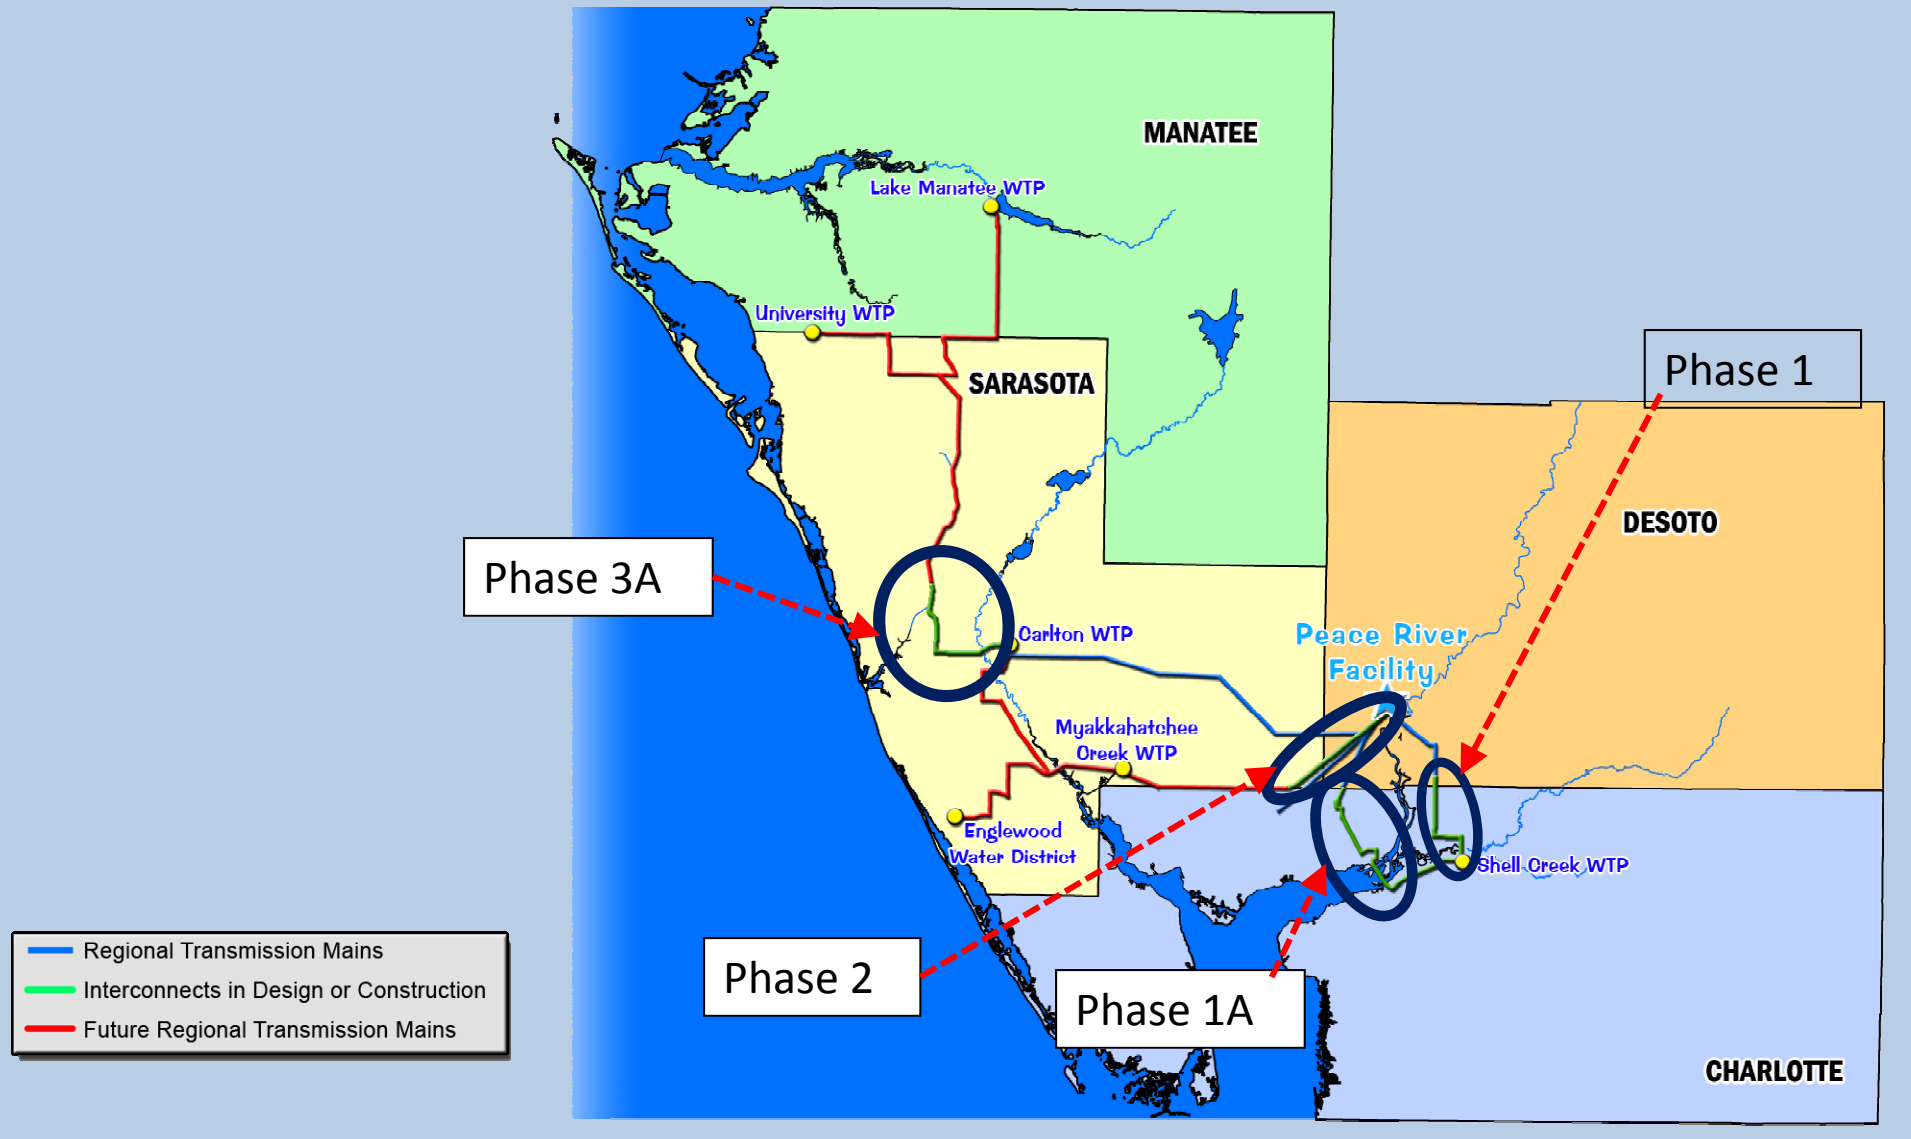 MANATEE
Lake Manatee WTP
University WTP
SARASOTA
Phase 1
DESOTO
Phase 3A
Carlton WTP
Peace River
Facility
Myakkahatchee
Creek WTP
Englewood
Water District
Shell Creek WTP
Phase 2
Phase 1A
Regional Transmission Mains
Interconnects in Design or Construction
Future Regional Transmission Mains
CHARLOTTE